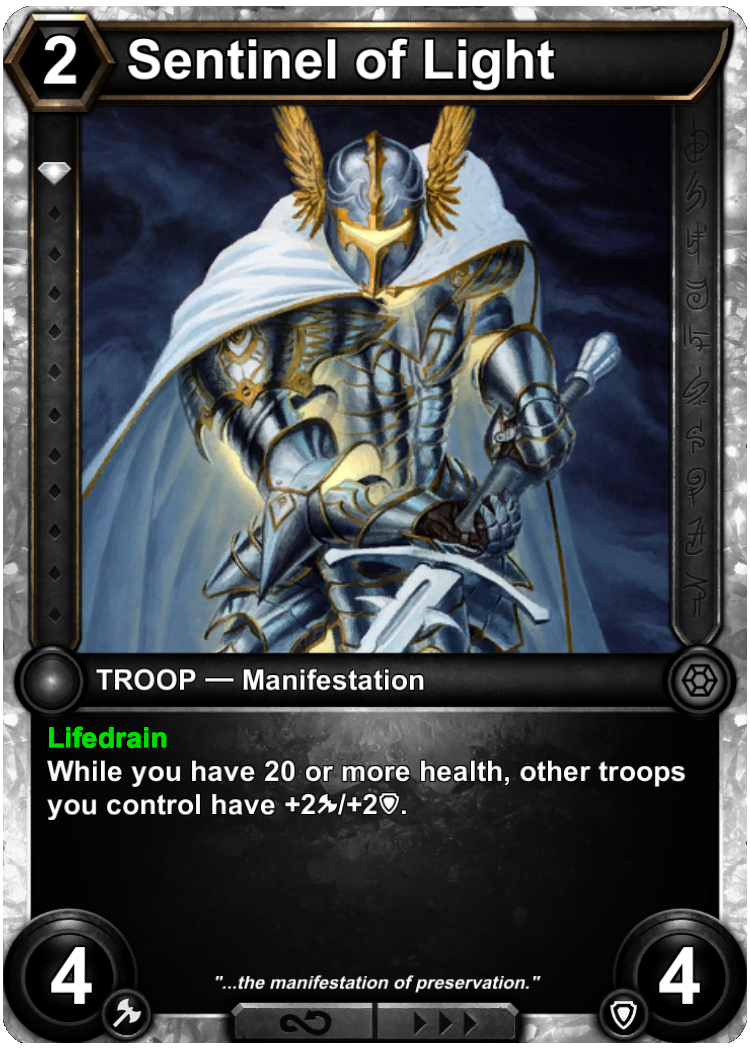 2 Sentinel of Light
TROOP — Manifestation
Lifedrain
While you have 20 or more health, other troops
you control have +2/+2.
"...the manifestation of preservation."
4 4